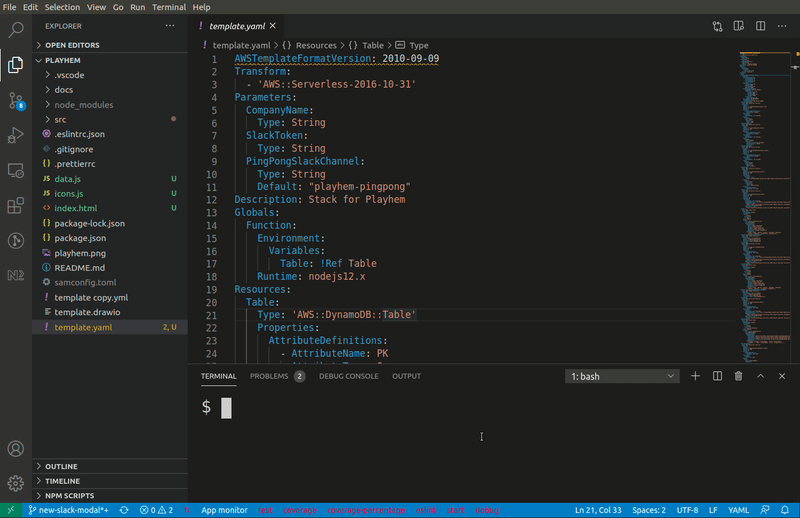 File Edit Selection View Go Run Terminal Help
EXPLORER
OPEN EDITORS
PLAYHEM
.vscode
docs
node_modules
src
.eslintrc.json
.gitignore
.prettierrc
data.js U
icons.js U
index.html U
package-lock.json
package.json
playhem.png
README.md
samconfig.toml
template copy.yml
template.drawio
template.yaml 2, U
OUTLINE
TIMELINE
NPM SCRIPTS
8
template.yaml
template.yaml > Resources > Table > Type
1 AWSTemplateFormatVersion: 2010-09-09
2 Transform:
3 - 'AWS::Serverless-2016-10-31'
4 Parameters:
5 CompanyName:
6 Type: String
7 SlackToken:
8 Type: String
9 PingPongSlackChannel:
10 Type: String
11 Default: "playhem-pingpong"
12 Description: Stack for Playhem
13 Globals:
14 Function:
15 Environment:
16 Variables:
17 Table: !Ref Table
18 Runtime: nodejs12.x
19 Resources:
20 Table:
21 Type: 'AWS::DynamoDB::Table'
22 Properties:
23 AttributeDefinitions:
24 - AttributeName: PK
TERMINAL PROBLEMS 2 DEBUG CONSOLE OUTPUT
1: bash
$
new-slack-modal*+ 0 2 App monitor
Ln 21, Col 33 Spaces: 2 UTF-8 LF YAML